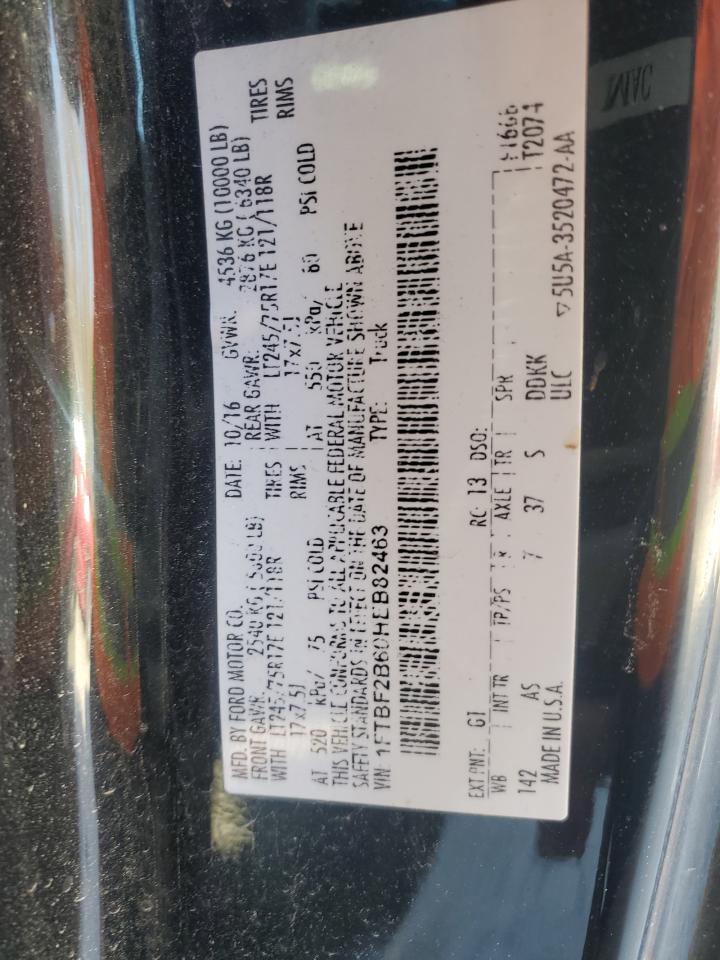 MFD. BY FORD MOTOR CO. DATE: 10/16 GVWR: 4536 KG (10000 LB)
FRONT GAWR: 2540 KG ( LB) REAR GAWR: 2876 KG ( 6340 LB)
WITH LT245/75R17E 121/118R TIRES WITH LT245/75R17E 121/118R TIRES
17x7.5J RIMS 17x7.5J RIMS
AT 520 kPa/ 75 PSI COLD AT 550 kPa/ 80 PSI COLD
THIS VEHICLE CONFORMS TO ALL APPLICABLE FEDERAL MOTOR VEHICLE
SAFETY STANDARDS IN EFFECT ON THE DATE OF MANUFACTURE SHOWN ABOVE
VIN: 1FTBF2B60HEB82463 TYPE: Truck
EXT PNT: G1 RC: 13 DSO:
WB INT TR TP/PS R AXLE TR SPR T2074
142 AS 7 37 S DDKK
MADE IN U.S.A. ULC
▽ 5U5A-3520472-AA